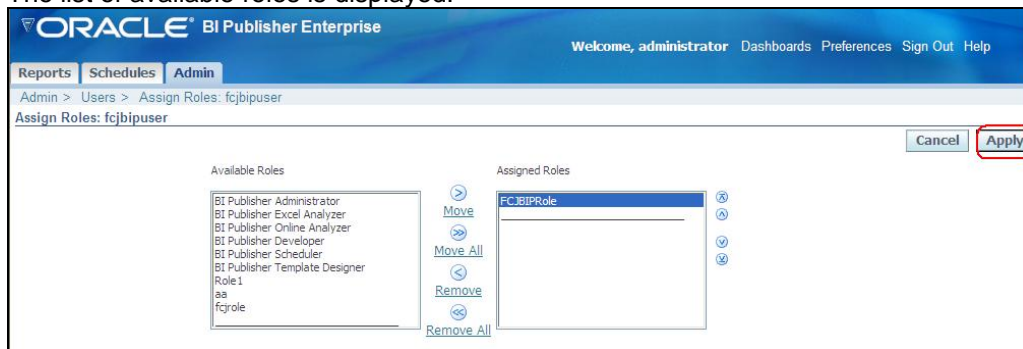 The list of available roles is displayed.
ORACLE BI Publisher Enterprise
Welcome, administrator Dashboards Preferences Sign Out Help
Reports Schedules Admin
Admin > Users > Assign Roles: fcjbipuser
Assign Roles: fcjbipuser
Cancel Apply
Available Roles
BI Publisher Administrator
BI Publisher Excel Analyzer
BI Publisher Online Analyzer
BI Publisher Developer
BI Publisher Scheduler
BI Publisher Template Designer
Role1
aa
fcjrole
Move
Move All
Remove
Remove All
Assigned Roles
FCJBIPRole